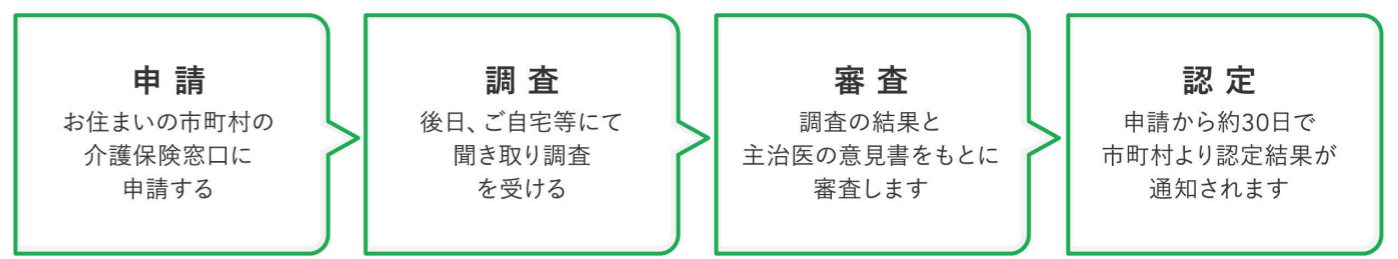 申請
お住まいの市町村の
介護保険窓口に
申請する
調査
後日、ご自宅等にて
聞き取り調査
を受ける
審査
調査の結果と
主治医の意見書をもとに
審査します
認定
申請から約30日で
市町村より認定結果が
通知されます